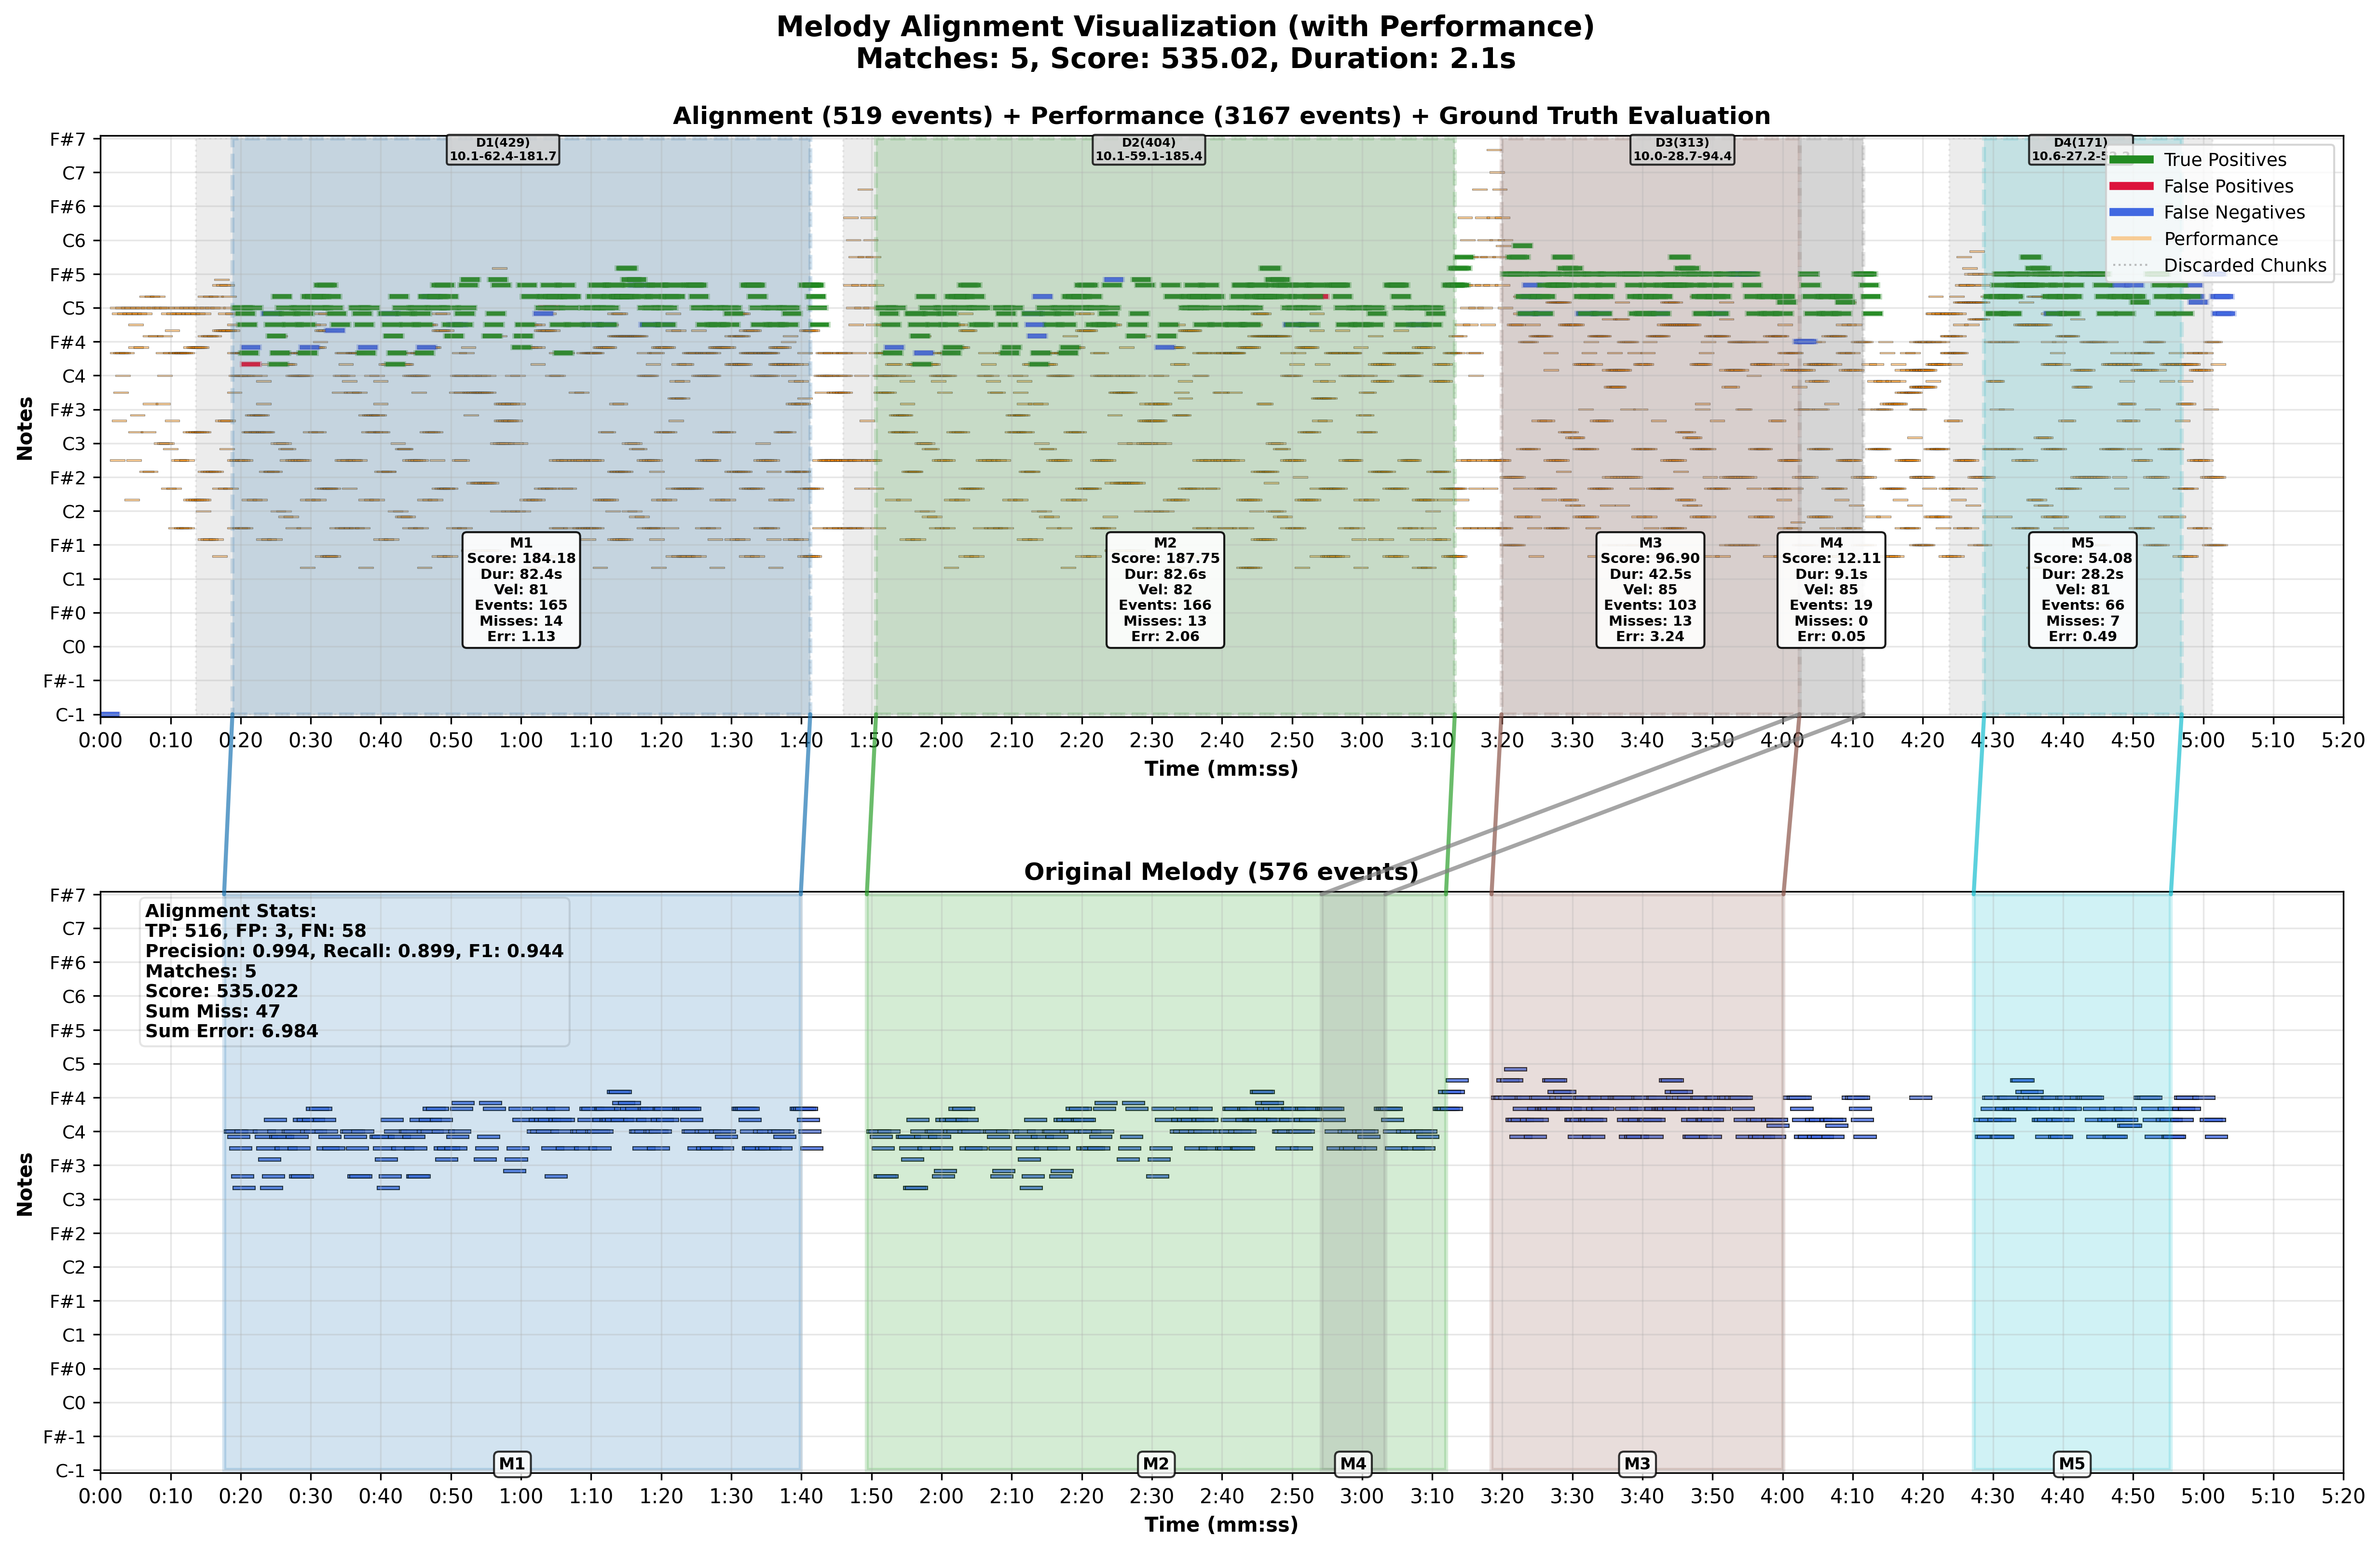 Melody Alignment Visualization (with Performance)
Matches: 5, Score: 535.02, Duration: 2.1s
Alignment (519 events) + Performance (3167 events) + Ground Truth Evaluation
D1(429)
10.1-62.4-181.7
D2(404)
10.1-59.1-185.4
D3(313)
10.0-28.7-94.4
D4(171)
10.6-27.2-
True Positives
False Positives
False Negatives
Performance
Discarded Chunks
Notes
F#7
C7
F#6
C6
F#5
C5
F#4
C4
F#3
C3
F#2
C2
F#1
C1
F#0
C0
F#-1
C-1
M1
Score: 184.18
Dur: 82.4s
Vel: 81
Events: 165
Misses: 14
Err: 1.13
M2
Score: 187.75
Dur: 82.6s
Vel: 82
Events: 166
Misses: 13
Err: 2.06
M3
Score: 96.90
Dur: 42.5s
Vel: 85
Events: 103
Misses: 13
Err: 3.24
M4
Score: 12.11
Dur: 9.1s
Vel: 85
Events: 19
Misses: 0
Err: 0.05
M5
Score: 54.08
Dur: 28.2s
Vel: 81
Events: 66
Misses: 7
Err: 0.49
0:00 0:10 0:20 0:30 0:40 0:50 1:00 1:10 1:20 1:30 1:40 1:50 2:00 2:10 2:20 2:30 2:40 2:50 3:00 3:10 3:20 3:30 3:40 3:50 4:00 4:10 4:20 4:30 4:40 4:50 5:00 5:10 5:20
Time (mm:ss)
Original Melody (576 events)
Alignment Stats:
TP: 516, FP: 3, FN: 58
Precision: 0.994, Recall: 0.899, F1: 0.944
Matches: 5
Score: 535.022
Sum Miss: 47
Sum Error: 6.984
Notes
F#7
C7
F#6
C6
F#5
C5
F#4
C4
F#3
C3
F#2
C2
F#1
C1
F#0
C0
F#-1
C-1
M1
M2
M4
M3
M5
0:00 0:10 0:20 0:30 0:40 0:50 1:00 1:10 1:20 1:30 1:40 1:50 2:00 2:10 2:20 2:30 2:40 2:50 3:00 3:10 3:20 3:30 3:40 3:50 4:00 4:10 4:20 4:30 4:40 4:50 5:00 5:10 5:20
Time (mm:ss)